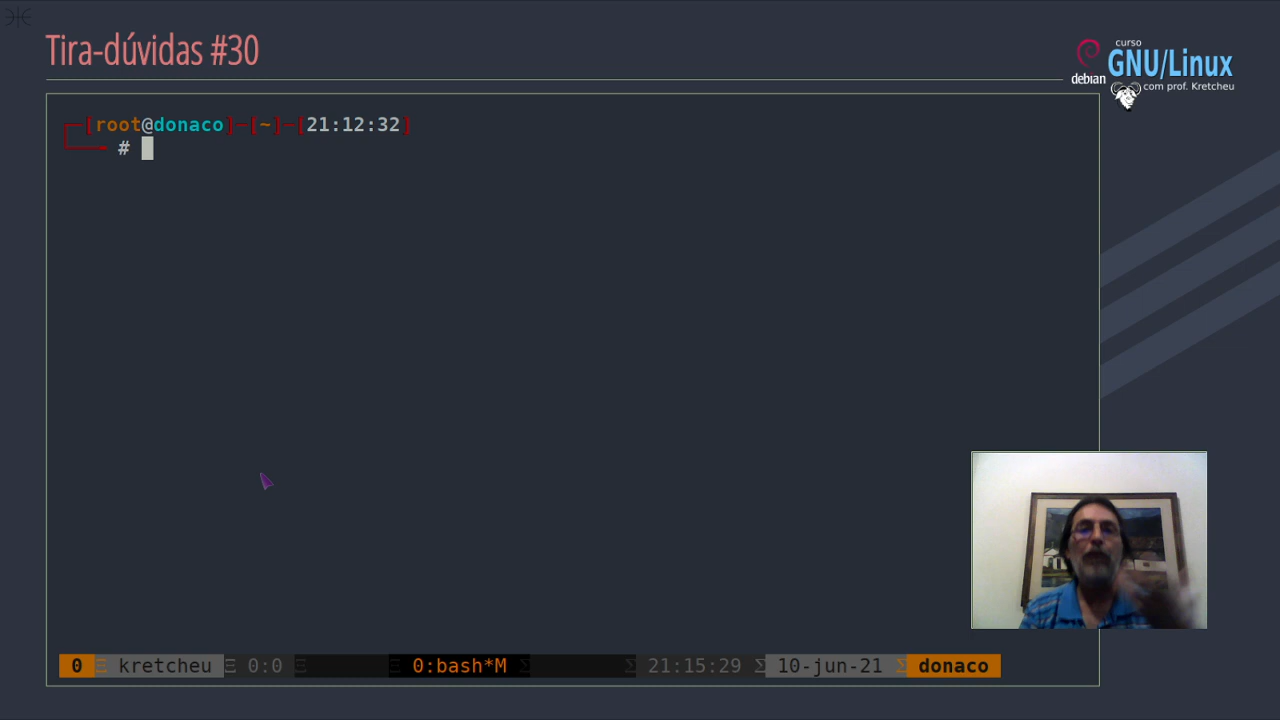 Tira-dúvidas #30
curso
GNU/Linux
debian
com prof. Kretcheu
[root@donaco]-[~]-[21:12:32]
#
0 Ξ kretcheu Ξ 0:0 Ξ Ξ 0:bash*M Σ Σ 21:15:29 Σ 10-jun-21 Σ donaco